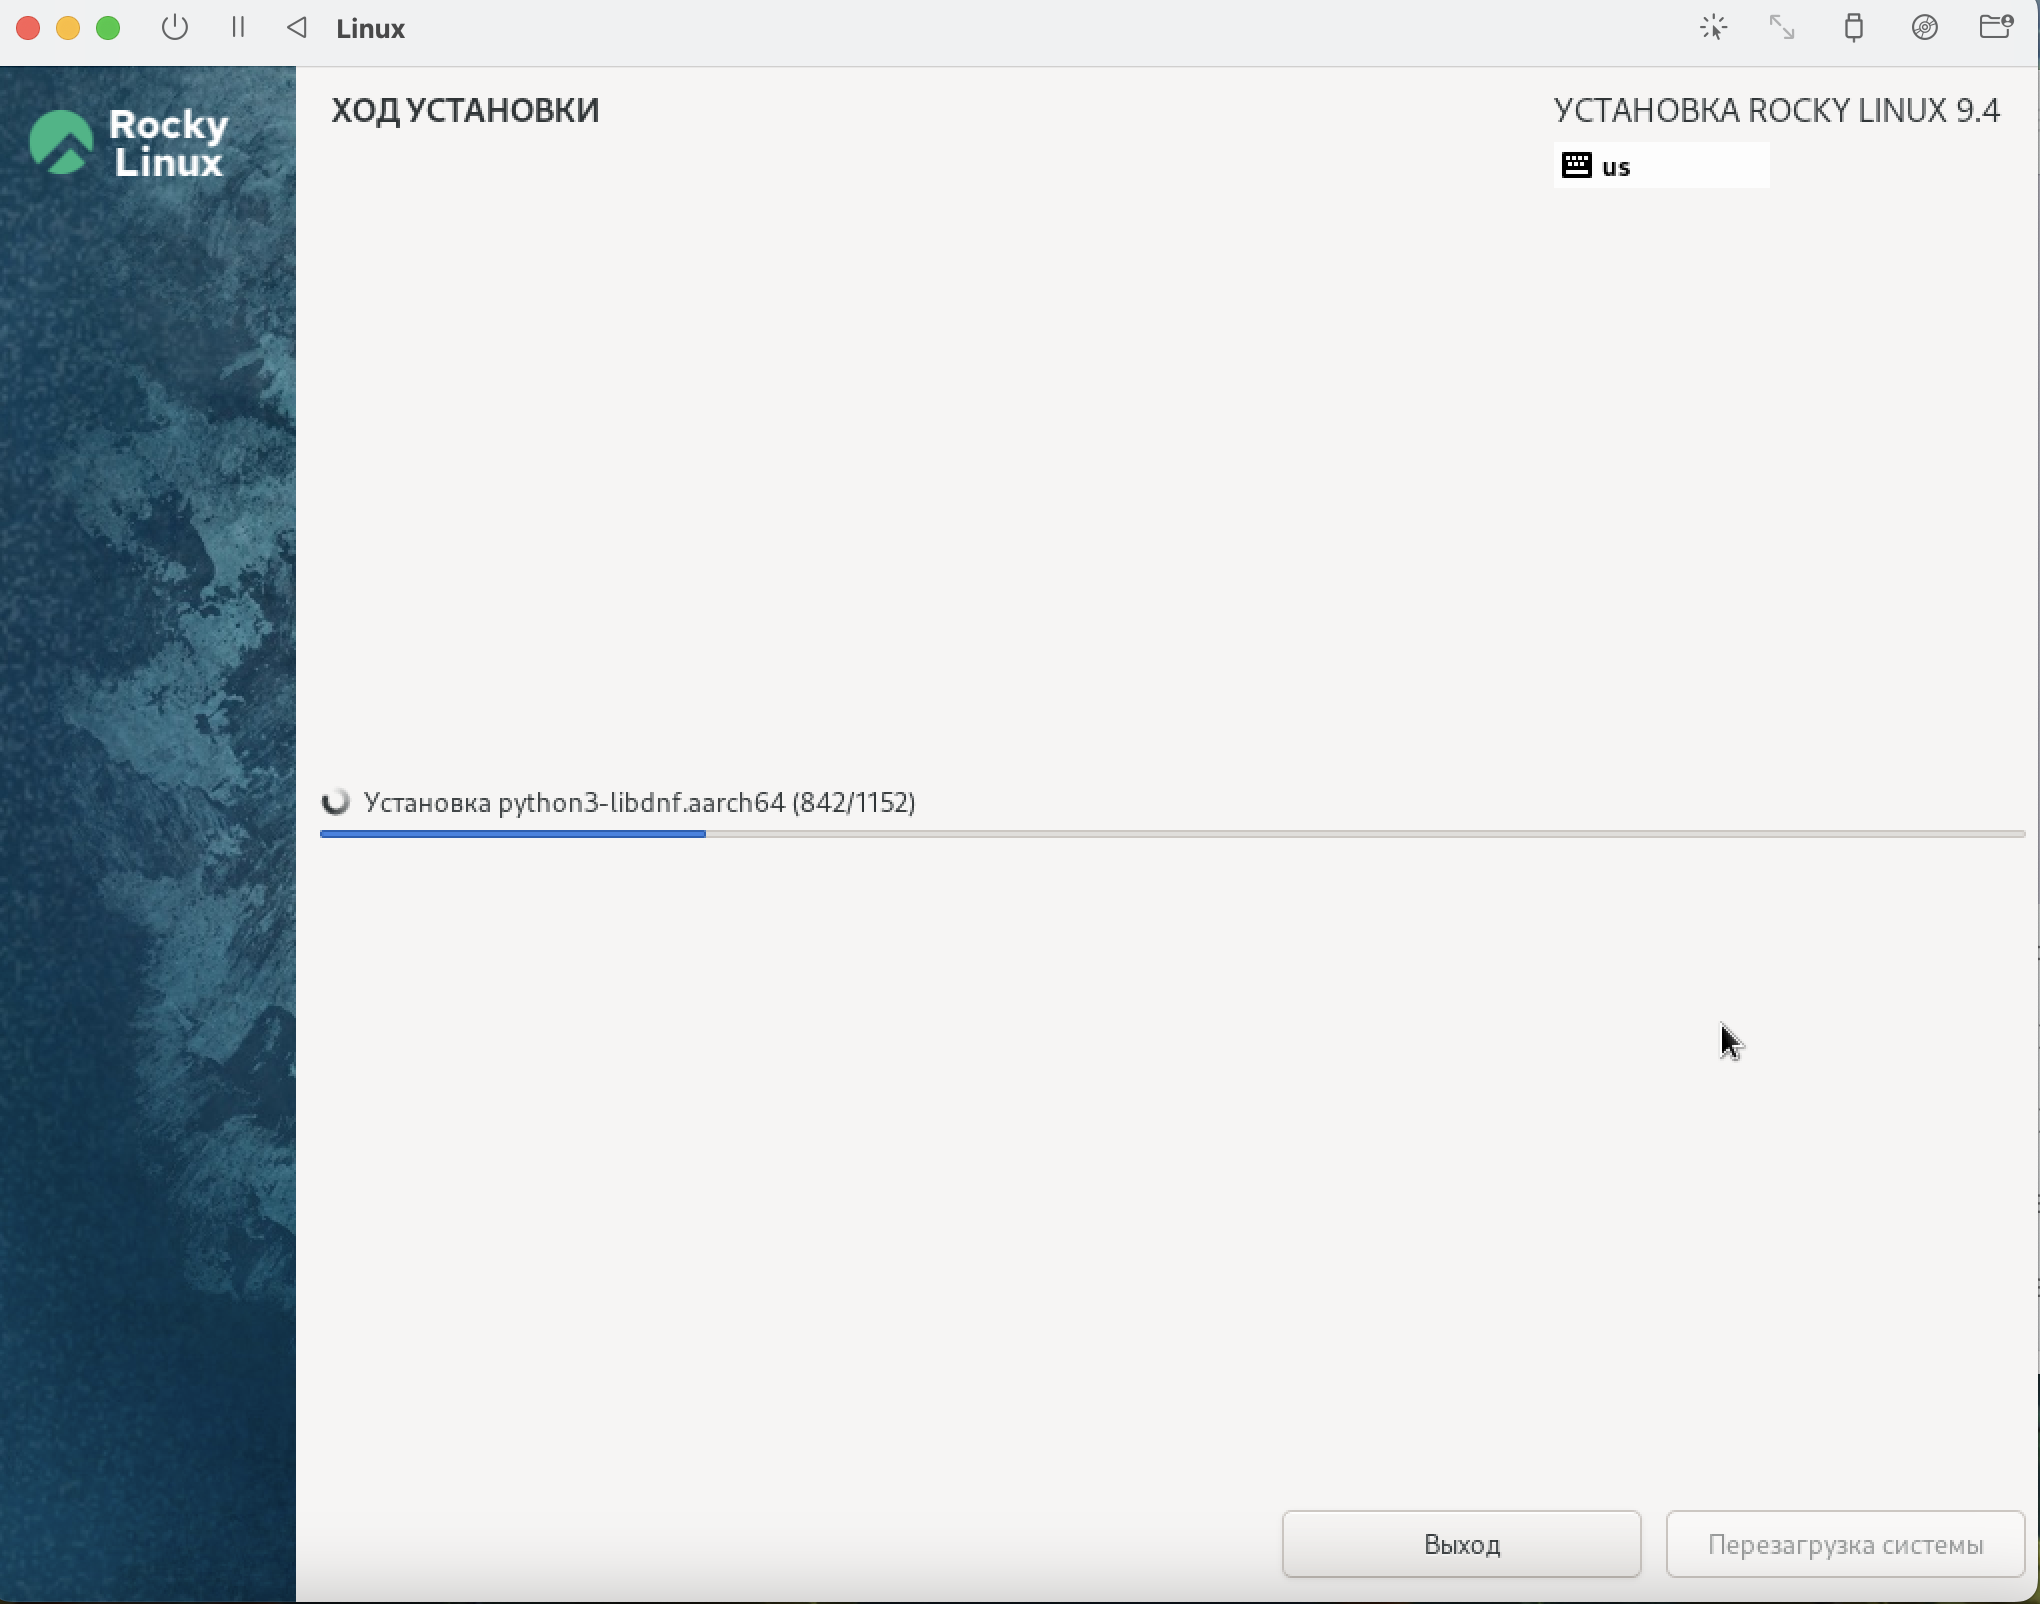 Linux
Rocky
Linux
ХОД УСТАНОВКИ
УСТАНОВКА ROCKY LINUX 9.4
us
Установка python3-libdnf.aarch64 (842/1152)
Выход
Перезагрузка системы